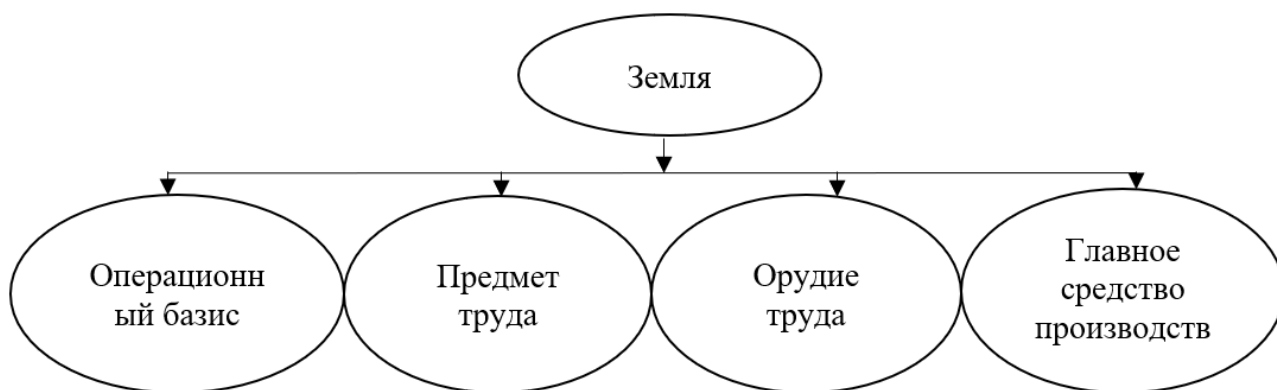 Земля
Операционн
ый базис
Предмет
труда
Орудие
труда
Главное
средство
производств